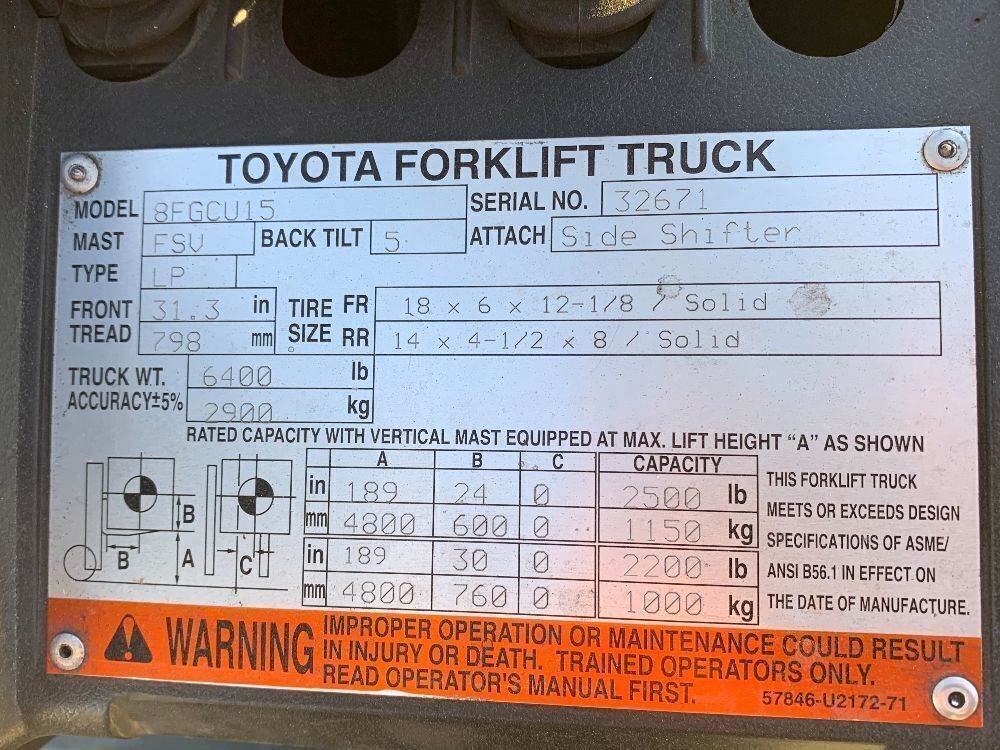 TOYOTA FORKLIFT TRUCK
MODEL 8FGCU15 SERIAL NO. 32671
MAST FSV BACK TILT 5 ATTACH Side Shifter
TYPE LP
FRONT TREAD 31.3 in 798 mm
TIRE SIZE FR 18 x 6 x 12-1/8 / Solid
RR 14 x 4-1/2 x 8 / Solid
TRUCK WT. 6400 lb
ACCURACY±5% 2900 kg
RATED CAPACITY WITH VERTICAL MAST EQUIPPED AT MAX. LIFT HEIGHT “A” AS SHOWN
A B C CAPACITY
in 189 24 0 2500 lb
mm 4800 600 0 1150 kg
in 189 30 0 2200 lb
mm 4800 760 0 1000 kg
B
B A C
THIS FORKLIFT TRUCK
MEETS OR EXCEEDS DESIGN
SPECIFICATIONS OF ASME/
ANSI B56.1 IN EFFECT ON
THE DATE OF MANUFACTURE.
WARNING
IMPROPER OPERATION OR MAINTENANCE COULD RESULT
IN INJURY OR DEATH. TRAINED OPERATORS ONLY.
READ OPERATOR'S MANUAL FIRST.
57846-U2172-71